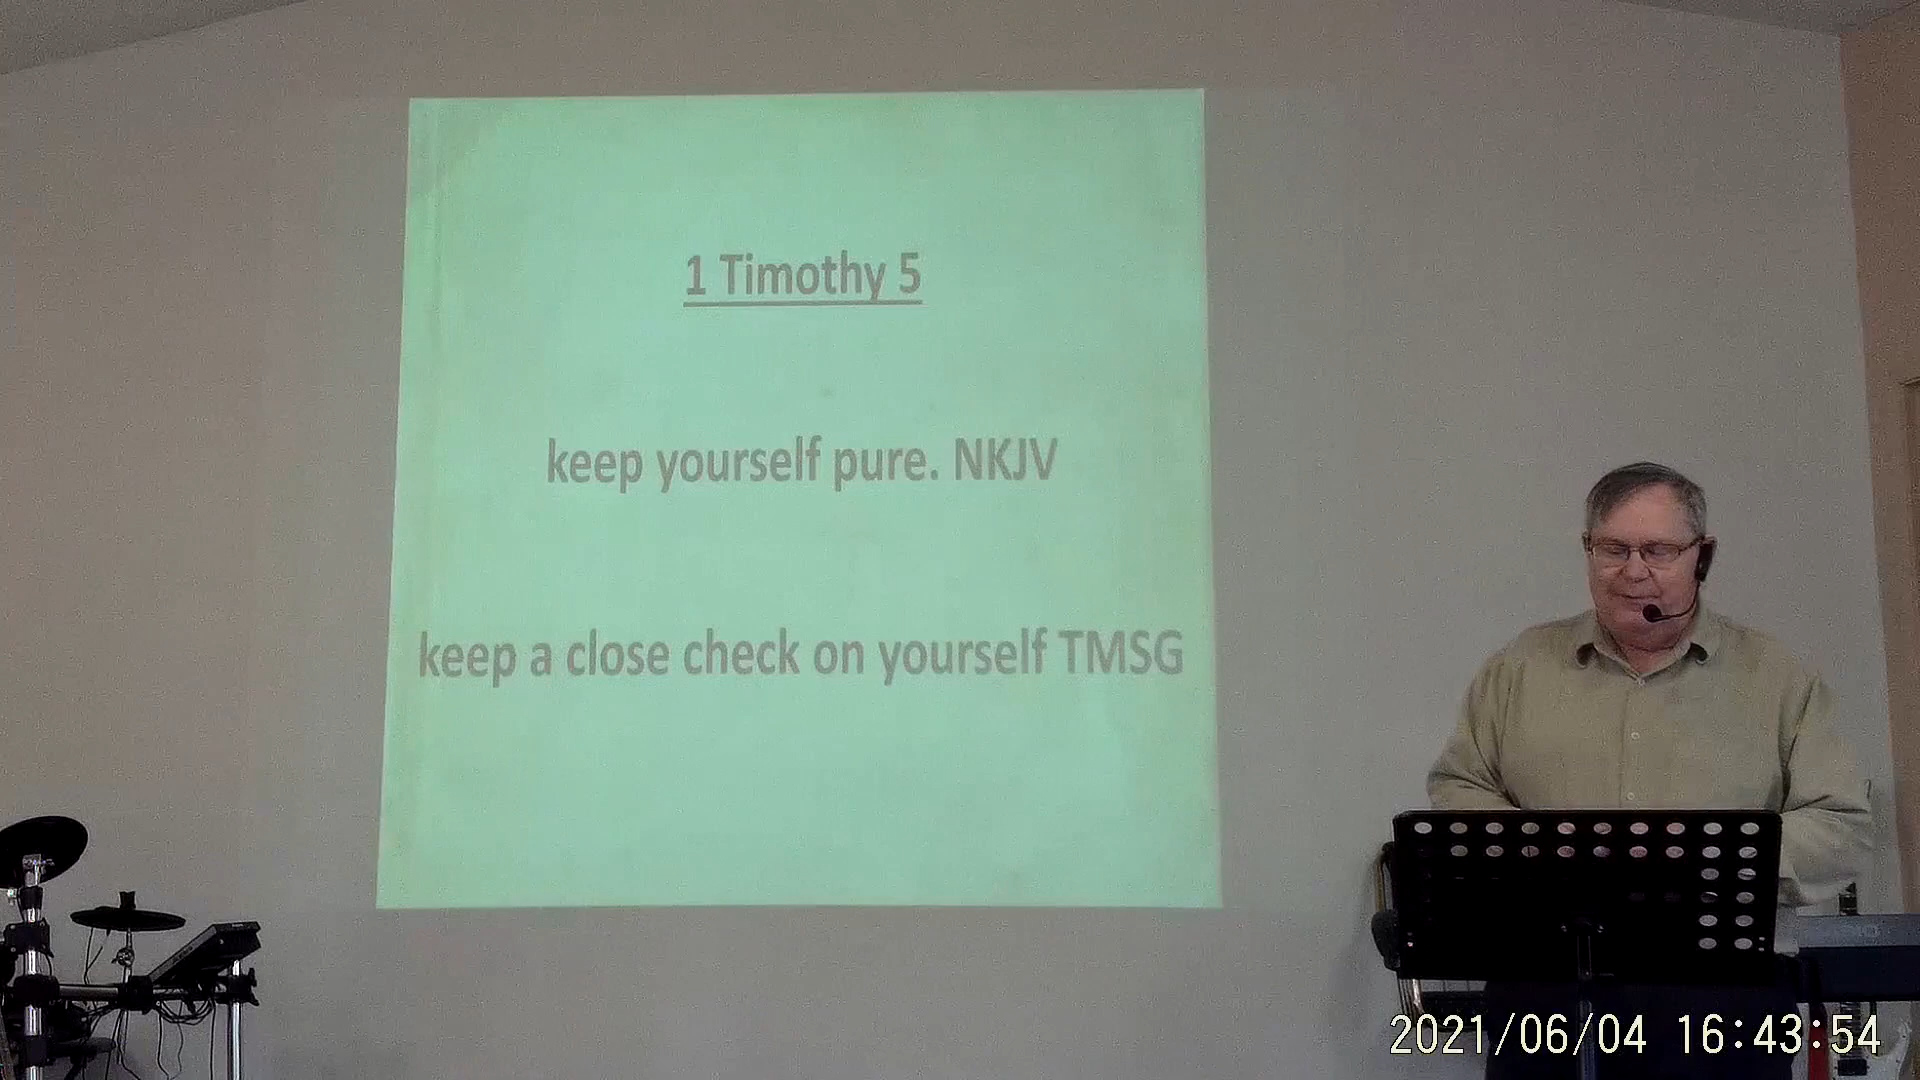 1 Timothy 5
keep yourself pure. NKJV
keep a close check on yourself TMSG
2021/06/04 16:43:54